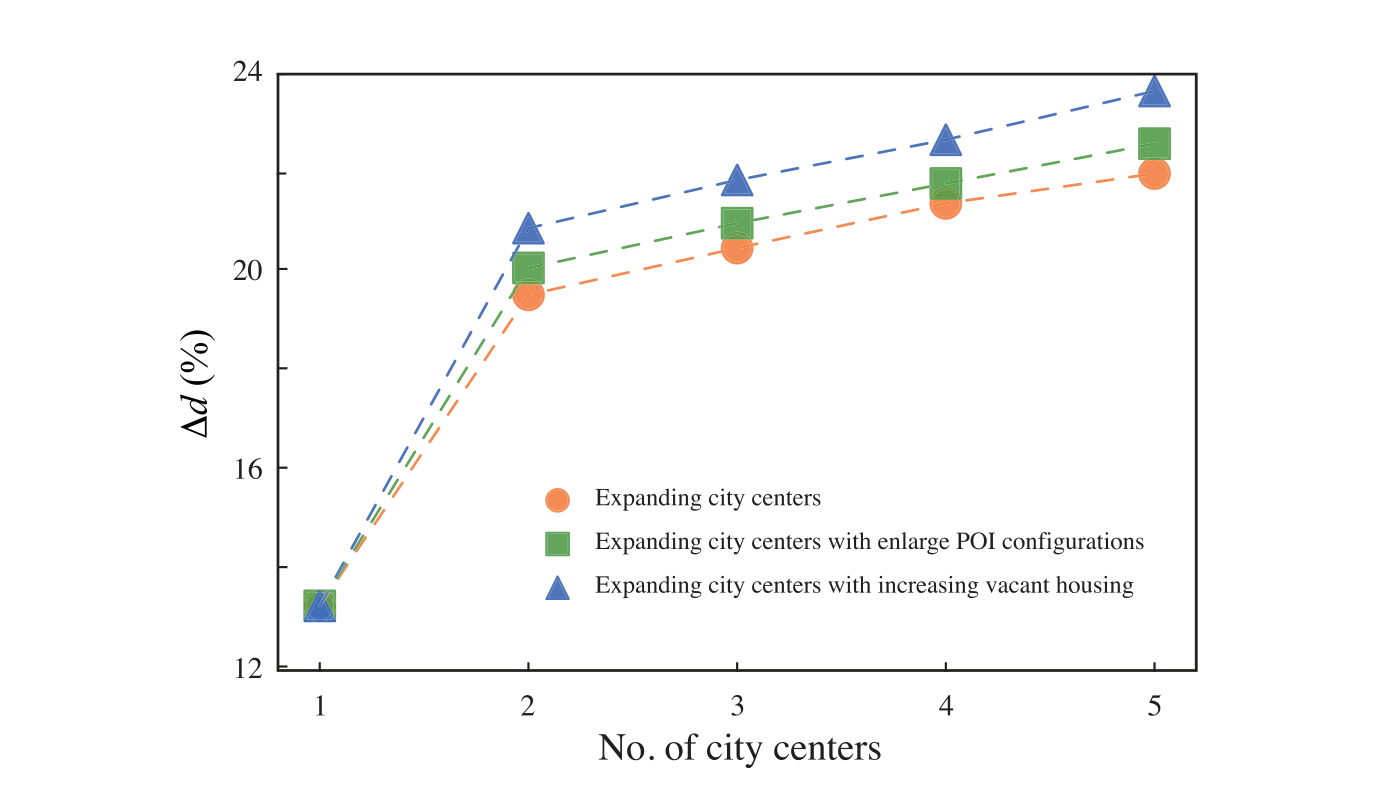 24
20
16
12
Δd (%)
Expanding city centers
Expanding city centers with enlarge POI configurations
Expanding city centers with increasing vacant housing
1 2 3 4 5
No. of city centers